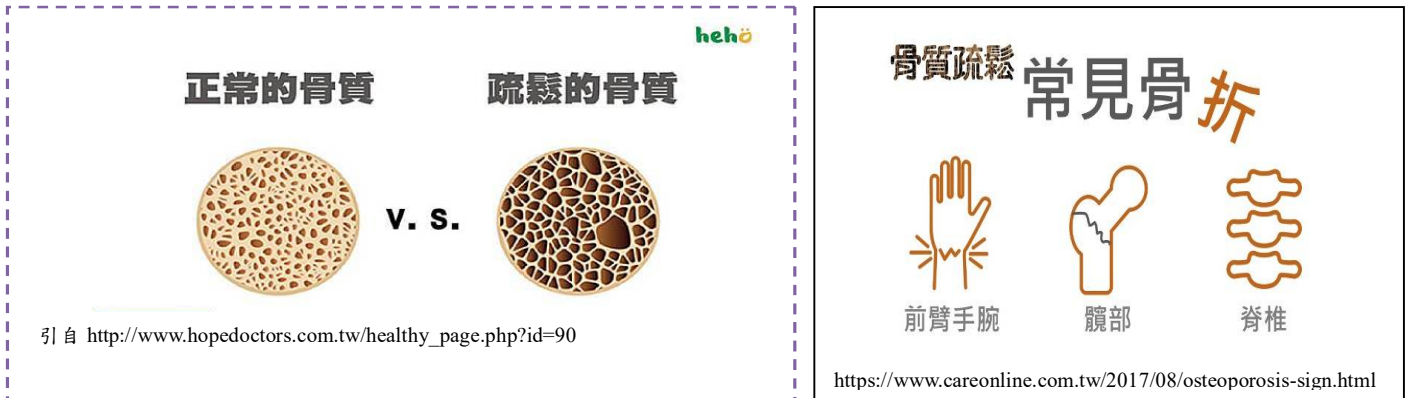 hehö
正常的骨質
疏鬆的骨質
V. S.
引自 http://www.hopedoctors.com.tw/healthy_page.php?id=90
骨質疏鬆
常見骨折
前臂手腕
髖部
脊椎
https://www.careonline.com.tw/2017/08/osteoporosis-sign.html